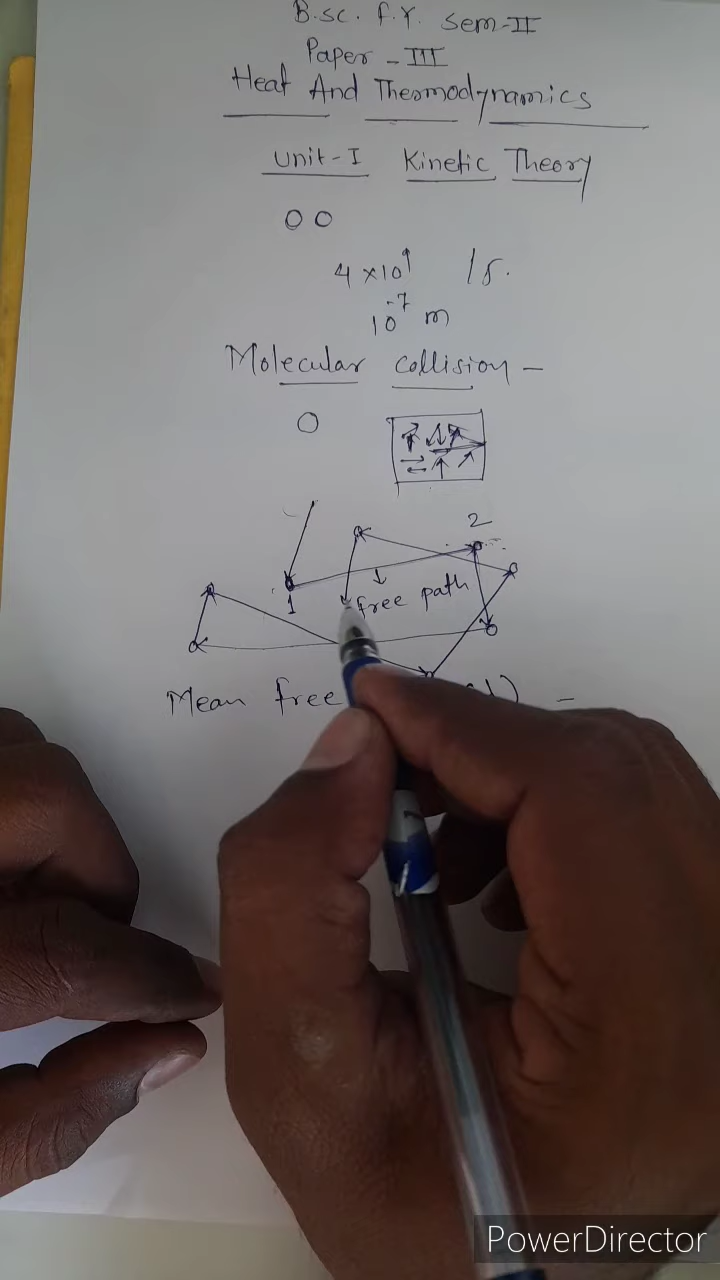 B.Sc. F.Y. Sem-II
Paper - III
Heat And Thermodynamics
Unit-I Kinetic Theory
4 ×10⁹ /s.
10⁻⁷ m
Molecular Collision -
2
1
free path
Mean free -
PowerDirector